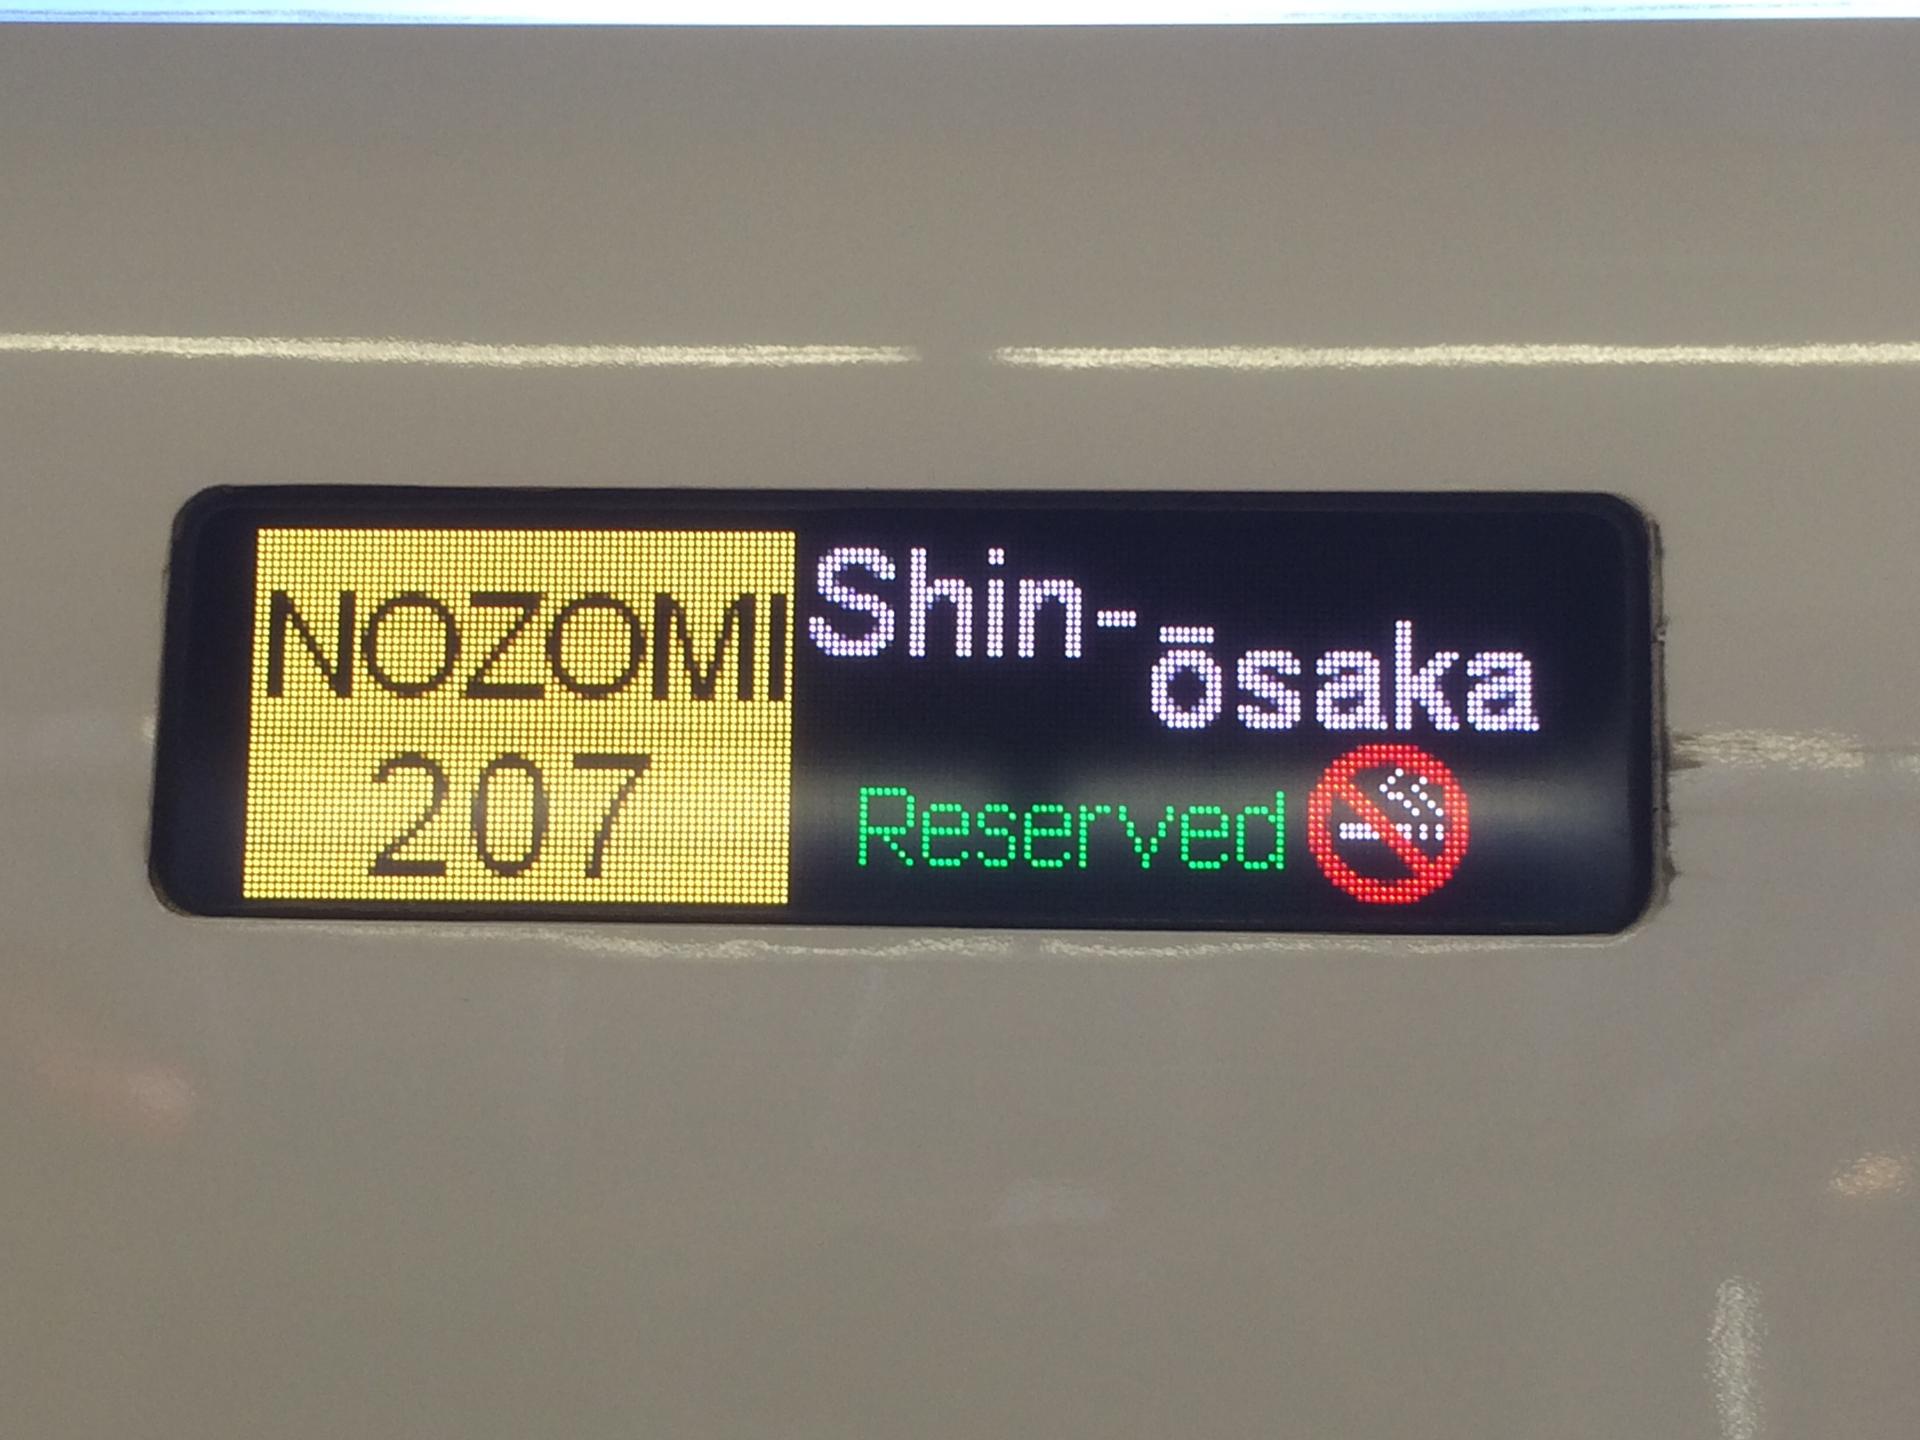 NOZOMI
207
Shin-
ōsaka
Reserved